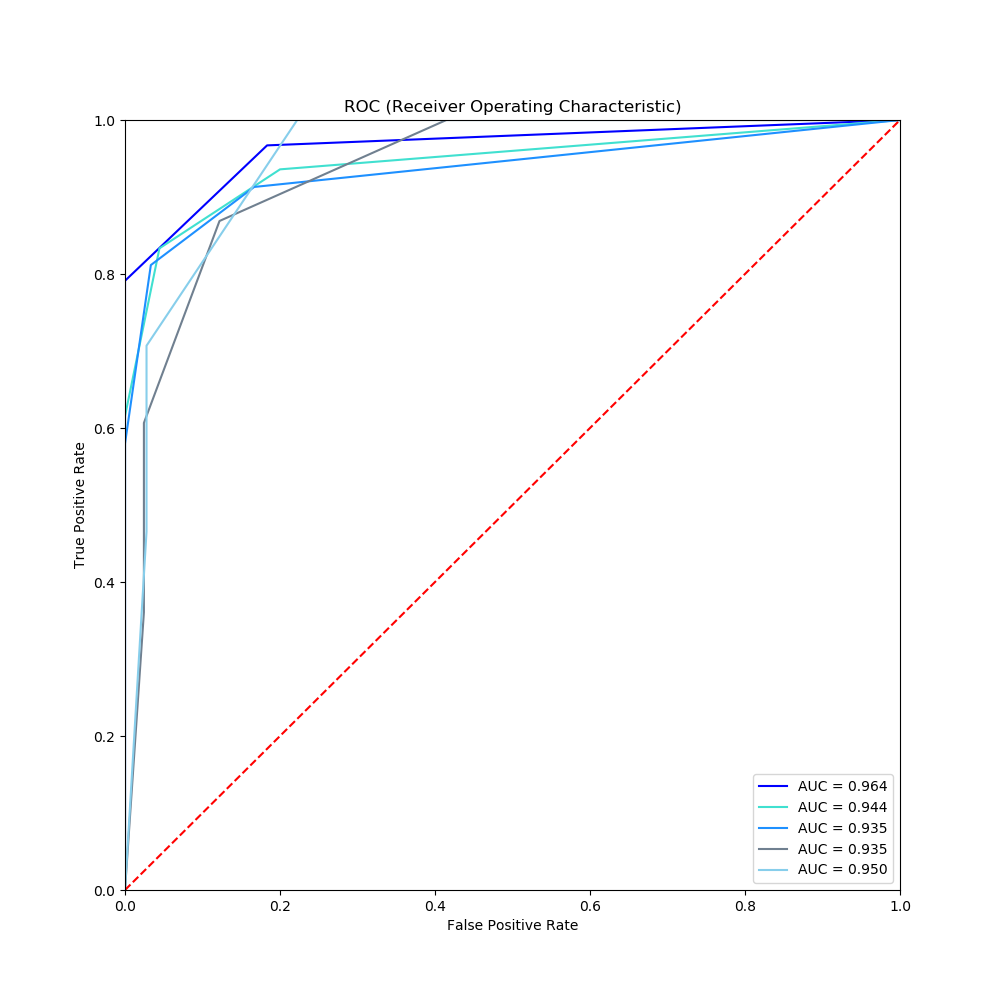 ROC (Receiver Operating Characteristic)
1.0
0.8
0.6
0.4
0.2
0.0
True Positive Rate
0.0 0.2 0.4 0.6 0.8 1.0
False Positive Rate
AUC = 0.964
AUC = 0.944
AUC = 0.935
AUC = 0.935
AUC = 0.950